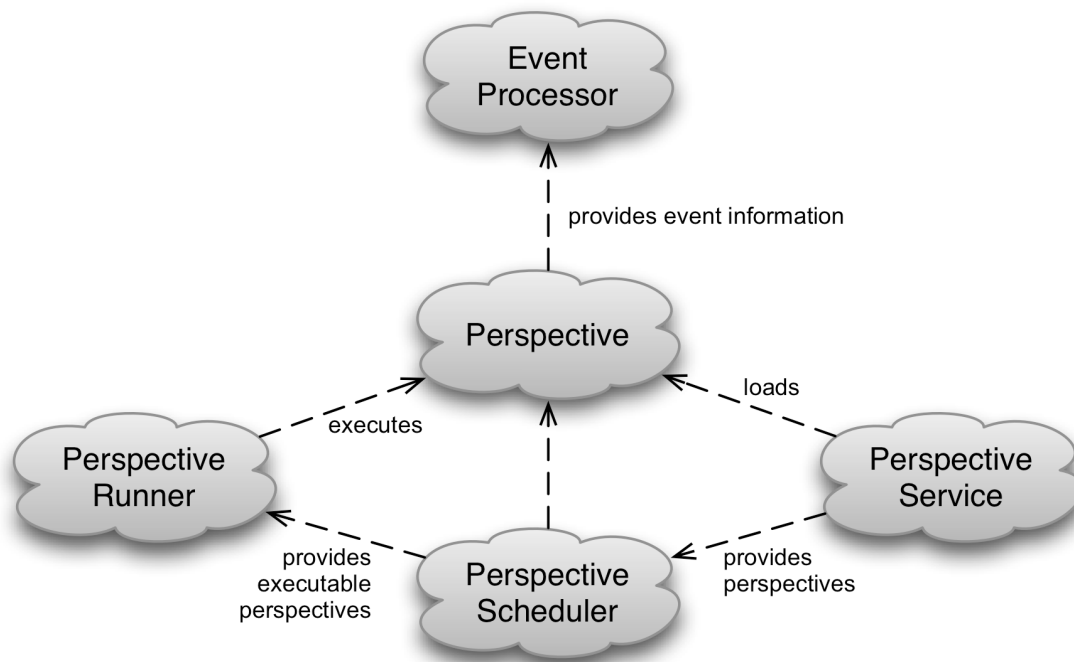 Event
Processor
provides event information
Perspective
loads
executes
Perspective
Runner
Perspective
Service
provides
executable
perspectives
Perspective
Scheduler
provides
perspectives